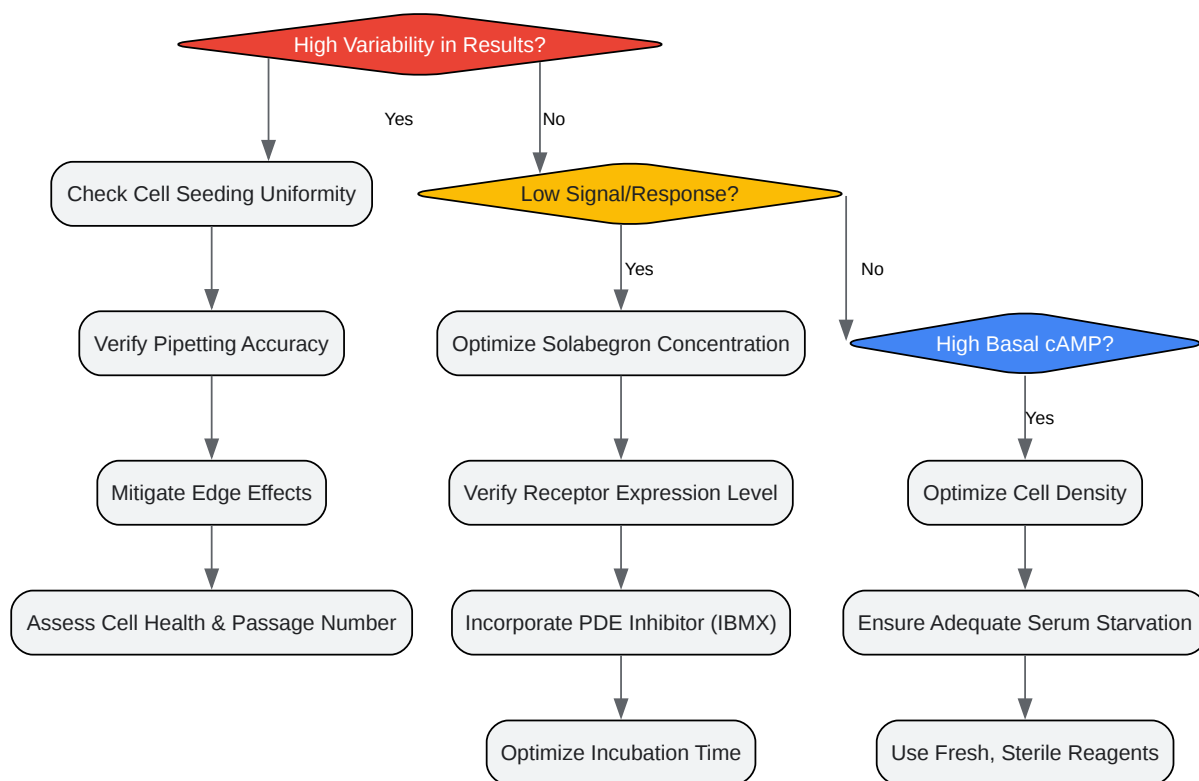 High Variability in Results?
Yes
No
Check Cell Seeding Uniformity
Low Signal/Response?
Yes
No
Verify Pipetting Accuracy
Optimize Solabegron Concentration
High Basal cAMP?
Yes
Mitigate Edge Effects
Verify Receptor Expression Level
Optimize Cell Density
Assess Cell Health & Passage Number
Incorporate PDE Inhibitor (IBMX)
Ensure Adequate Serum Starvation
Optimize Incubation Time
Use Fresh, Sterile Reagents